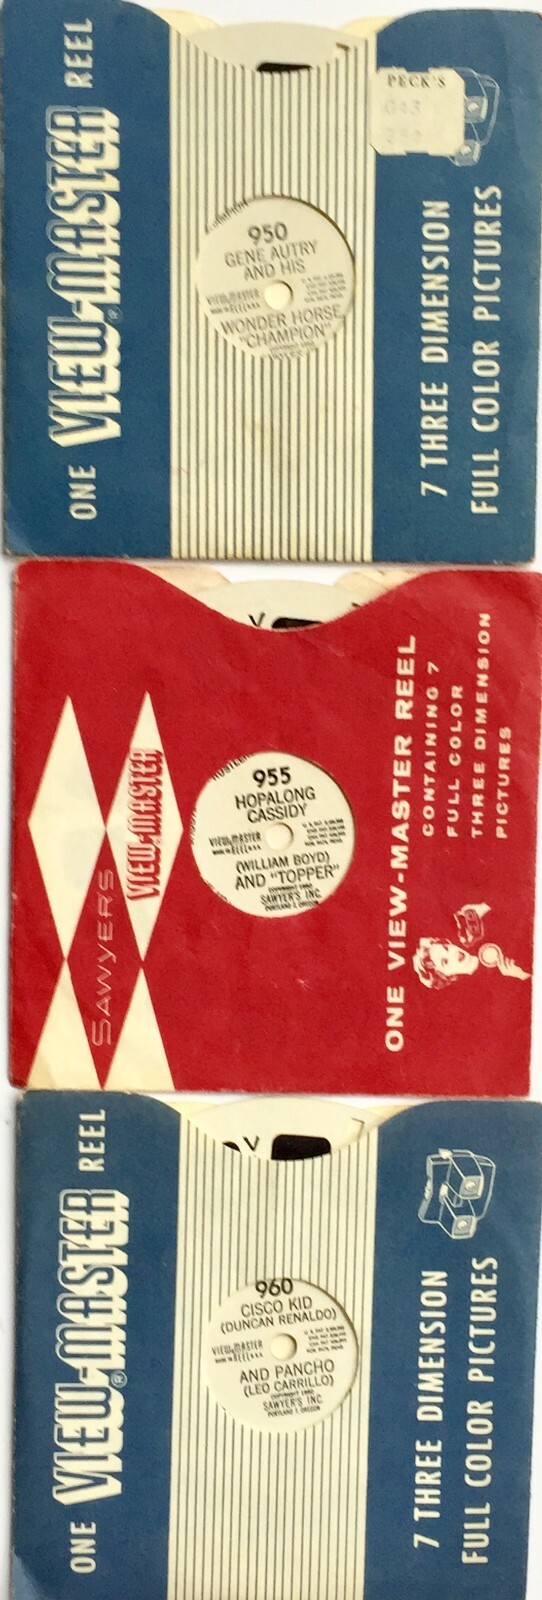 ONE VIEW-MASTER® REEL
PECK'S
950
GENE AUTRY
AND HIS
VIEW-MASTER
WONDER HORSE
"CHAMPION"
7 THREE DIMENSION
FULL COLOR PICTURES
SAWYERS
VIEW-MASTER
955
HOPALONG
CASSIDY
VIEW-MASTER
(WILLIAM BOYD)
AND "TOPPER"
COPYRIGHT 1950
SAWYER'S INC.
PORTLAND 7, OREGON
ONE VIEW-MASTER REEL
CONTAINING 7
FULL COLOR
THREE DIMENSION
PICTURES
ONE VIEW-MASTER® REEL
960
CISCO KID
(DUNCAN RENALDO)
VIEW-MASTER
AND PANCHO
(LEO CARRILLO)
SAWYER'S INC.
PORTLAND 7, OREGON
7 THREE DIMENSION
FULL COLOR PICTURES